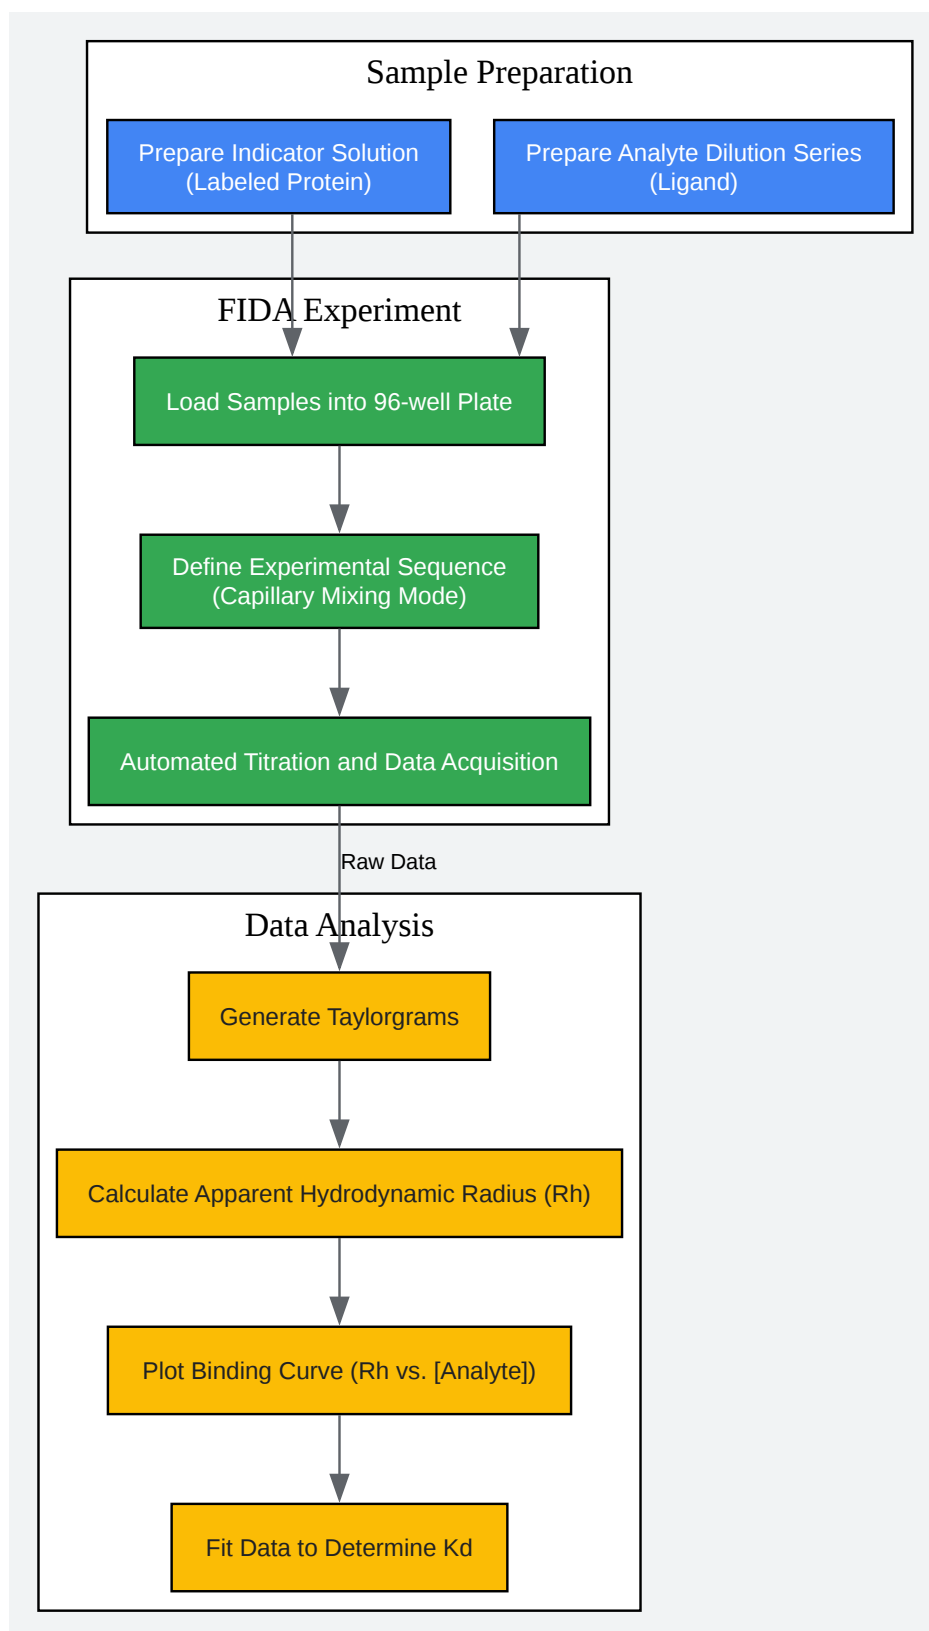 Sample Preparation
Prepare Indicator Solution
(Labeled Protein)
Prepare Analyte Dilution Series
(Ligand)
FIDA Experiment
Load Samples into 96-well Plate
Define Experimental Sequence
(Capillary Mixing Mode)
Automated Titration and Data Acquisition
Raw Data
Data Analysis
Generate Taylorgrams
Calculate Apparent Hydrodynamic Radius (Rh)
Plot Binding Curve (Rh vs. [Analyte])
Fit Data to Determine Kd